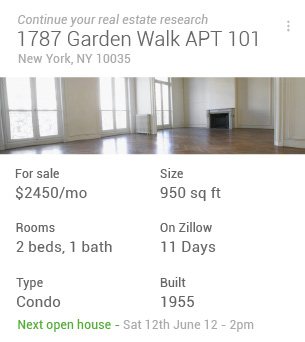 Continue your real estate research
1787 Garden Walk APT 101
New York, NY 10035
For sale
Size
$2450/mo
950 sq ft
Rooms
On Zillow
2 beds, 1 bath
11 Days
Type
Built
Condo
1955
Next open house - Sat 12th June 12 - 2pm